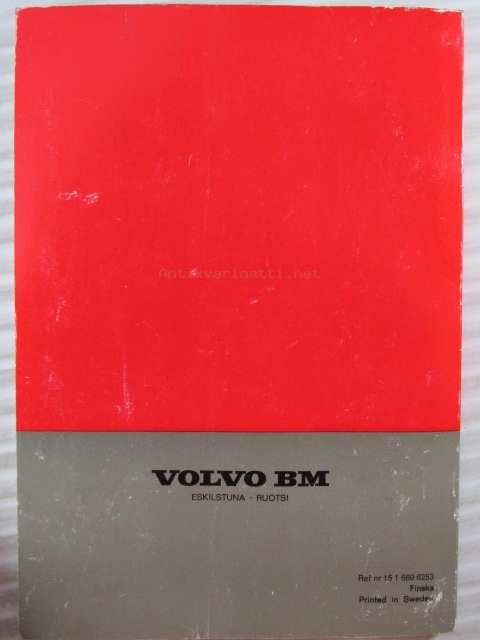 Antikvariaatti.net
VOLVO BM
ESKILSTUNA - RUOTSI
Ref nr 15 1 669 6253
Finska
Printed in Sweden